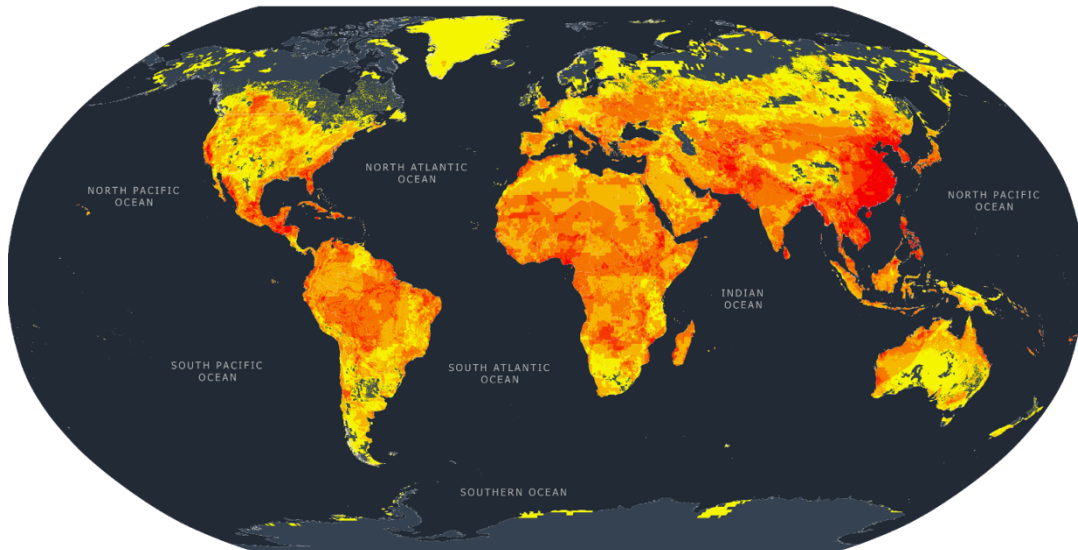 NORTH ATLANTIC
OCEAN
NORTH PACIFIC
OCEAN
NORTH PACIFIC
OCEAN
INDIAN
OCEAN
SOUTH PACIFIC
OCEAN
SOUTH ATLANTIC
OCEAN
SOUTHERN OCEAN